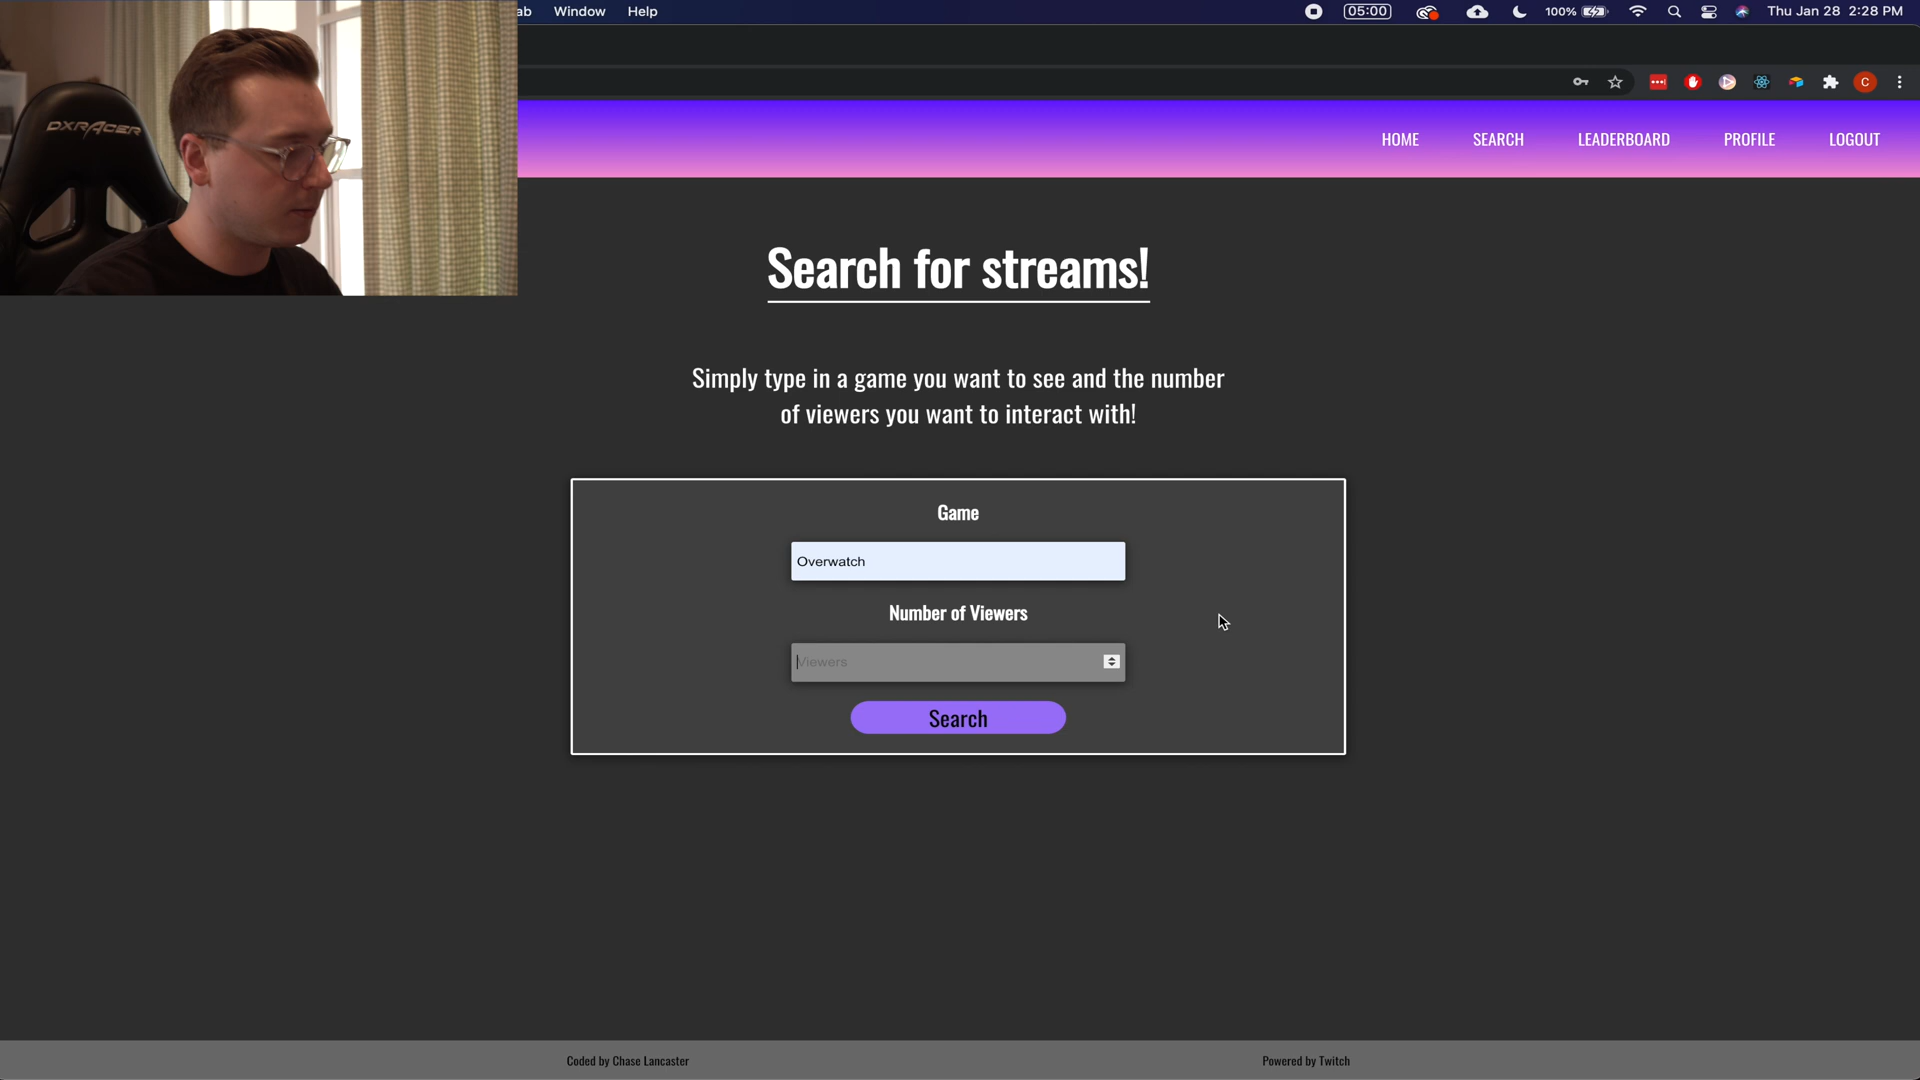 ab Window Help 05:00 100% Thu Jan 28 2:28 PM
DXRACER
C
HOME SEARCH LEADERBOARD PROFILE LOGOUT
Search for streams!
Simply type in a game you want to see and the number
of viewers you want to interact with!
Game
Overwatch
Number of Viewers
Viewers
Search
Coded by Chase Lancaster Powered by Twitch